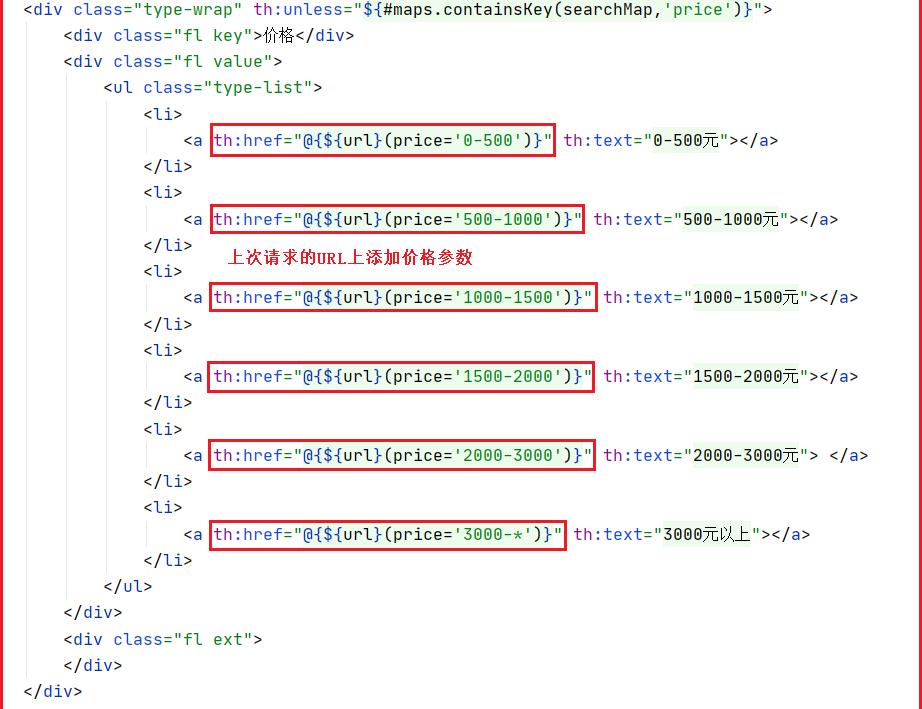 <div class="type-wrap" th:unless="${#maps.containsKey(searchMap,'price')}">
<div class="fl key">价格</div>
<div class="fl value">
<ul class="type-list">
<li>
<a th:href="@{${url}(price='0-500')}" th:text="0-500元"></a>
</li>
<li>
<a th:href="@{${url}(price='500-1000')}" th:text="500-1000元"></a>
</li>
上次请求的URL上添加价格参数
<li>
<a th:href="@{${url}(price='1000-1500')}" th:text="1000-1500元"></a>
</li>
<li>
<a th:href="@{${url}(price='1500-2000')}" th:text="1500-2000元"></a>
</li>
<li>
<a th:href="@{${url}(price='2000-3000')}" th:text="2000-3000元"> </a>
</li>
<li>
<a th:href="@{${url}(price='3000-*')}" th:text="3000元以上"></a>
</li>
</ul>
</div>
<div class="fl ext">
</div>
</div>